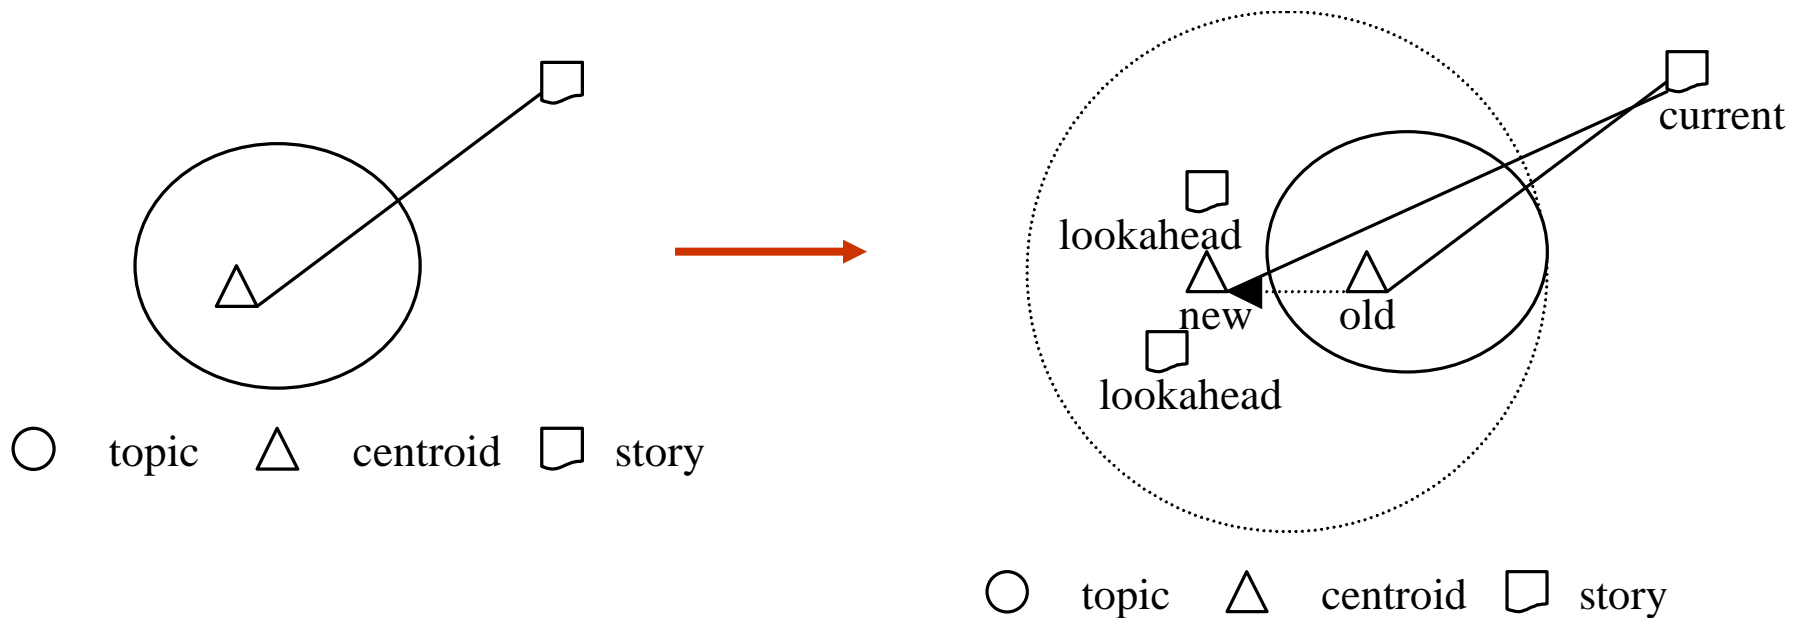 current
lookahead
new old
lookahead
topic centroid story
topic centroid story